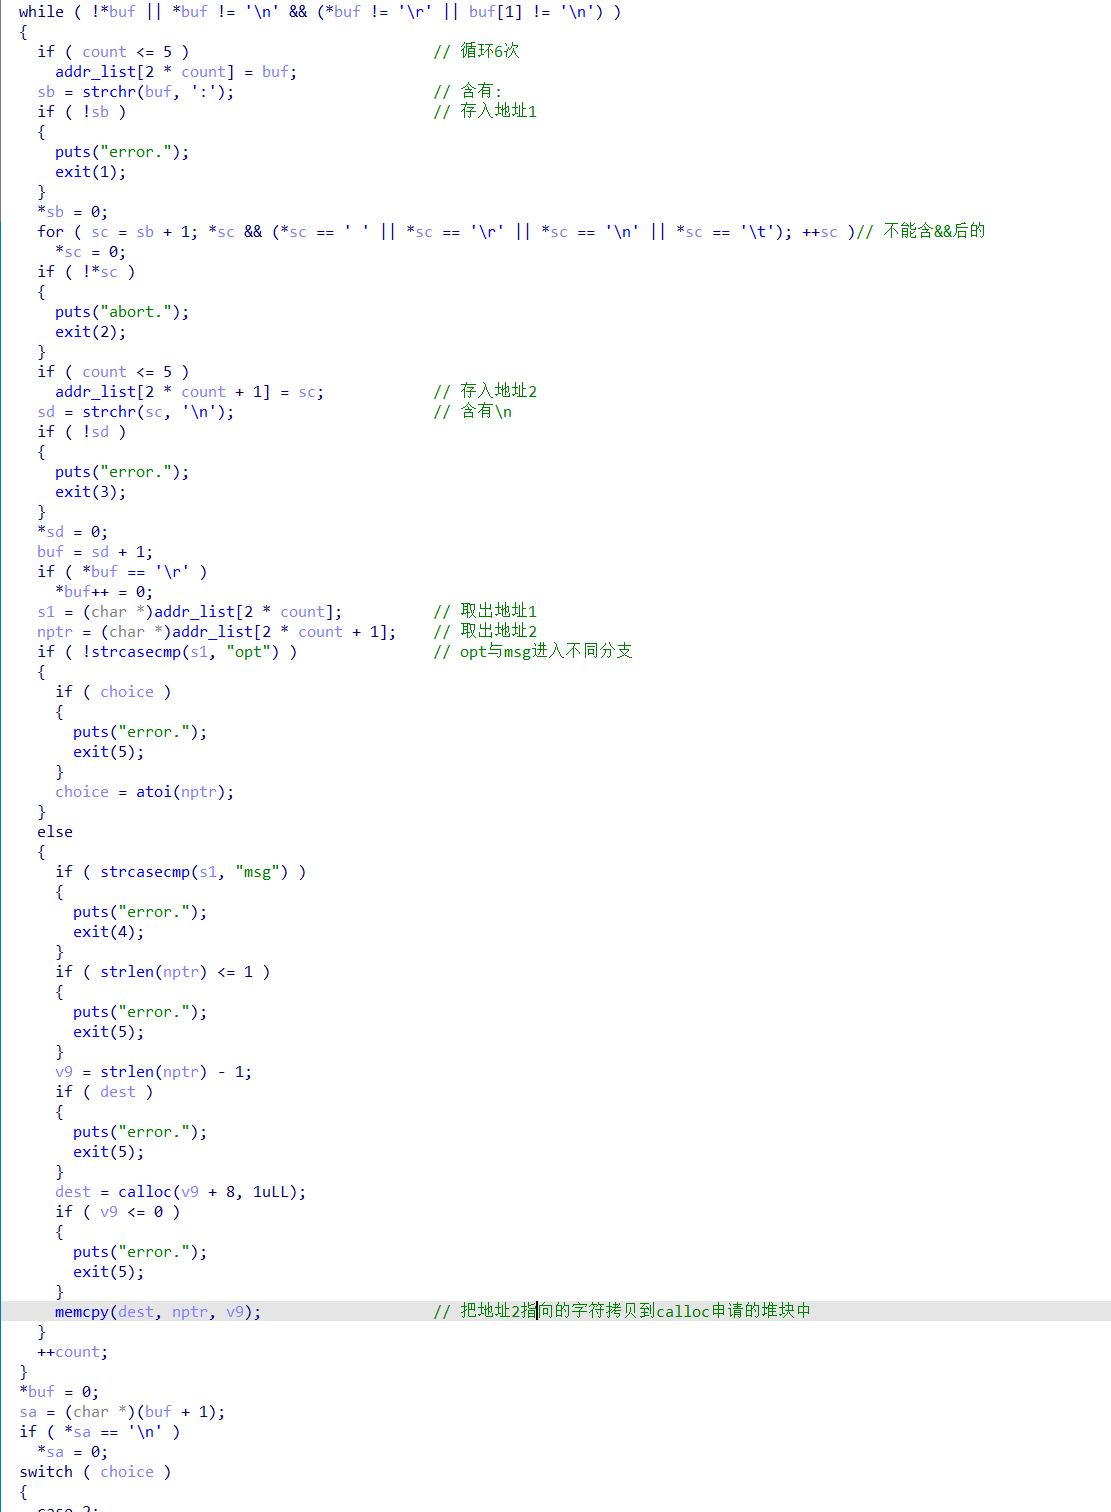 while ( !*buf || *buf != '\n' && (*buf != '\r' || buf[1] != '\n') )
{
  if ( count <= 5 )                           // 循环6次
    addr_list[2 * count] = buf;
  sb = strchr(buf, ':');                      // 含有:
  if ( !sb )                                  // 存入地址1
  {
    puts("error.");
    exit(1);
  }
  *sb = 0;
  for ( sc = sb + 1; *sc && (*sc == ' ' || *sc == '\r' || *sc == '\n' || *sc == '\t'); ++sc )// 不能含&&后的
    *sc = 0;
  if ( !*sc )
  {
    puts("abort.");
    exit(2);
  }
  if ( count <= 5 )
    addr_list[2 * count + 1] = sc;            // 存入地址2
  sd = strchr(sc, '\n');                      // 含有\n
  if ( !sd )
  {
    puts("error.");
    exit(3);
  }
  *sd = 0;
  buf = sd + 1;
  if ( *buf == '\r' )
    *buf++ = 0;
  s1 = (char *)addr_list[2 * count];          // 取出地址1
  nptr = (char *)addr_list[2 * count + 1];    // 取出地址2
  if ( !strcasecmp(s1, "opt") )               // opt与msg进入不同分支
  {
    if ( choice )
    {
      puts("error.");
      exit(5);
    }
    choice = atoi(nptr);
  }
  else
  {
    if ( strcasecmp(s1, "msg") )
    {
      puts("error.");
      exit(4);
    }
    if ( strlen(nptr) <= 1 )
    {
      puts("error.");
      exit(5);
    }
    v9 = strlen(nptr) - 1;
    if ( dest )
    {
      puts("error.");
      exit(5);
    }
    dest = calloc(v9 + 8, 1uLL);
    if ( v9 <= 0 )
    {
      puts("error.");
      exit(5);
    }
    memcpy(dest, nptr, v9);                   // 把地址2指向的字符拷贝到calloc申请的堆块中
  }
  ++count;
}
*buf = 0;
sa = (char *)(buf + 1);
if ( *sa == '\n' )
  *sa = 0;
switch ( choice )
{
  case 2: